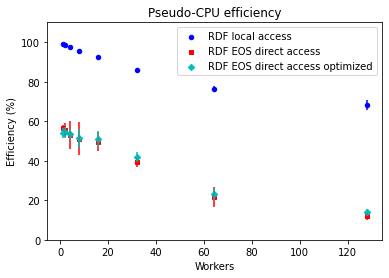 Pseudo-CPU efficiency
RDF local access
RDF EOS direct access
RDF EOS direct access optimized
Efficiency (%)
100
80
60
40
20
0
0 20 40 60 80 100 120
Workers